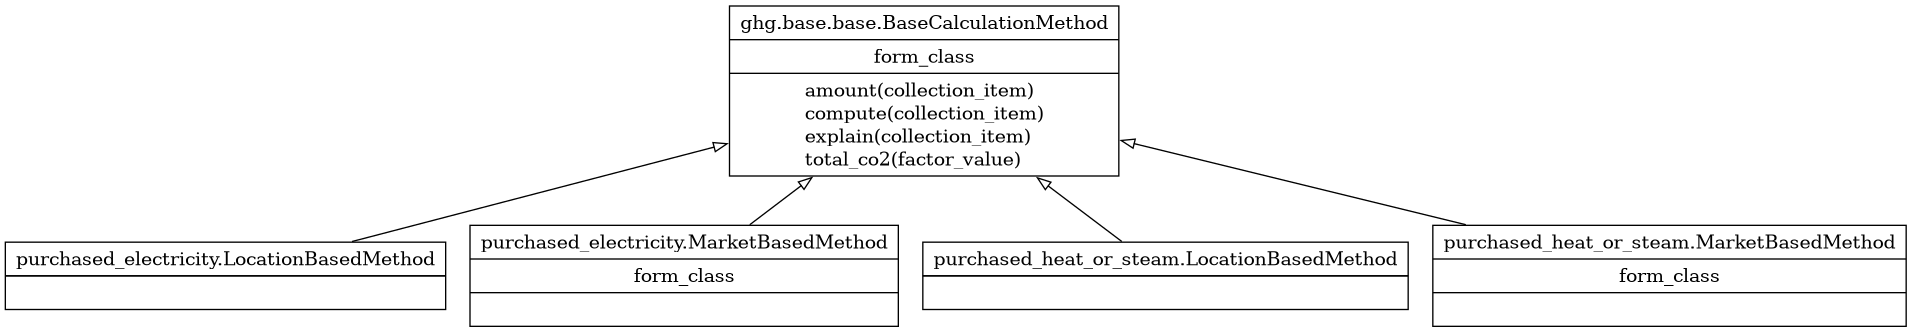 ghg.base.base.BaseCalculationMethod
form_class
amount(collection_item)
compute(collection_item)
explain(collection_item)
total_co2(factor_value)
purchased_electricity.LocationBasedMethod
purchased_electricity.MarketBasedMethod
form_class
purchased_heat_or_steam.LocationBasedMethod
purchased_heat_or_steam.MarketBasedMethod
form_class